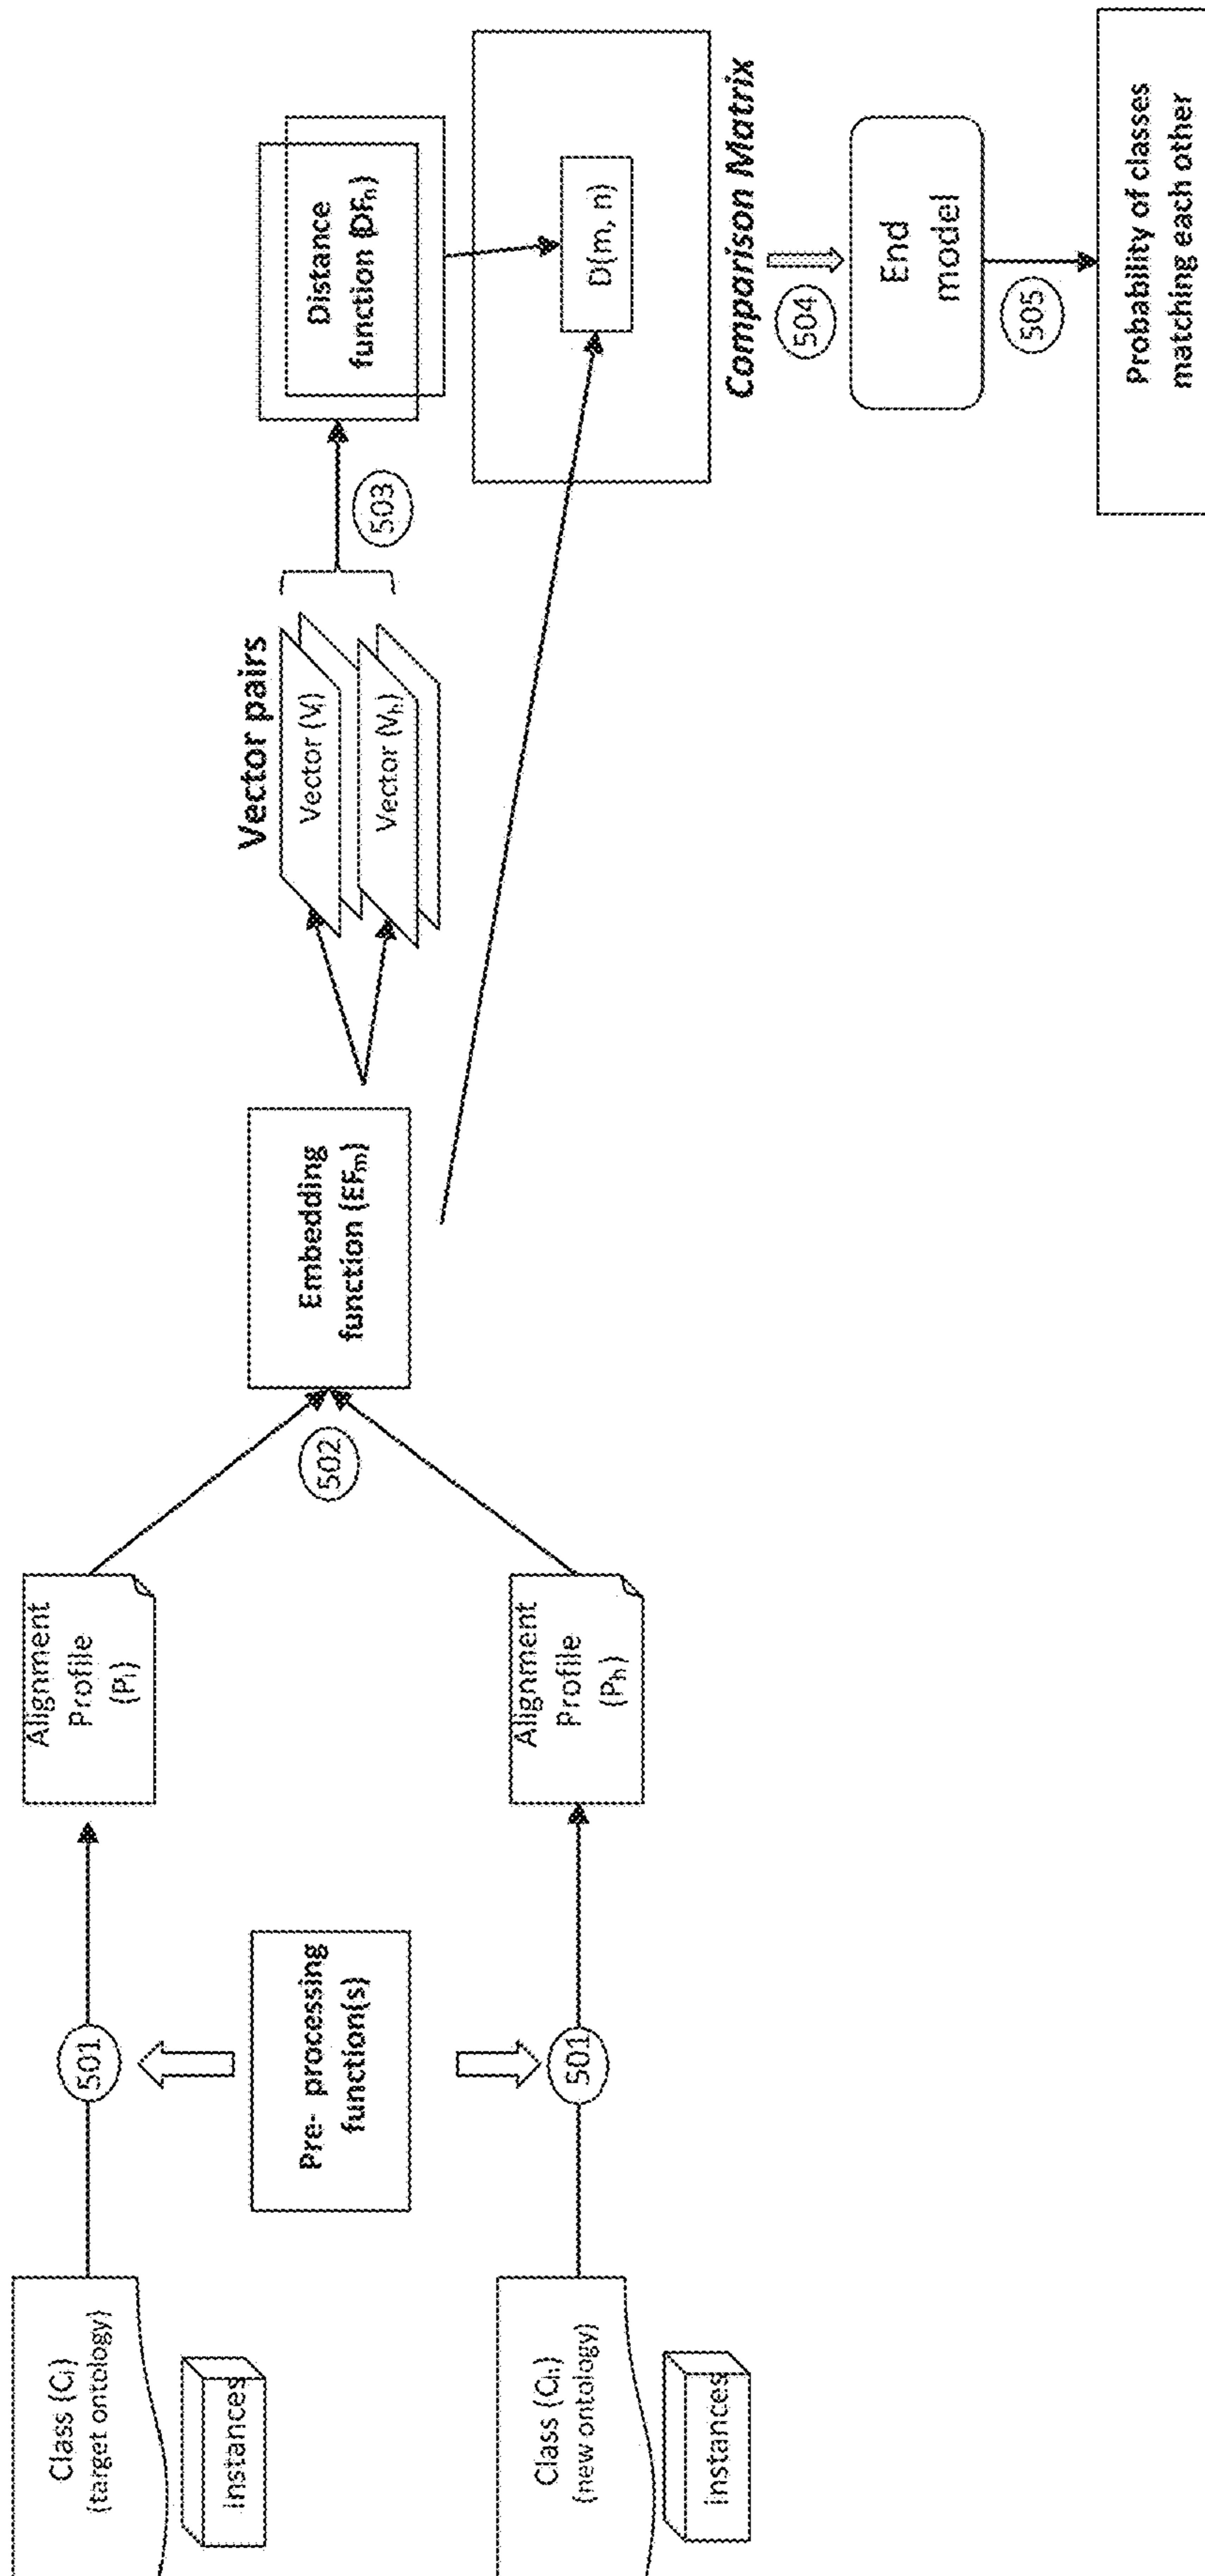 Class (Ci)
(target ontology)
Instances
Class (Ch)
(new ontology)
Instances
501
Pre- processing
function(s)
501
Alignment
Profile
(Pi)
Alignment
Profile
(Ph)
502
Embedding
function (EFm)
Vector pairs
Vector (Vi)
Vector (Vh)
503
Distance
function (DFn)
D(m, n)
Comparison Matrix
504
End
model
505
Probability of classes
matching each other